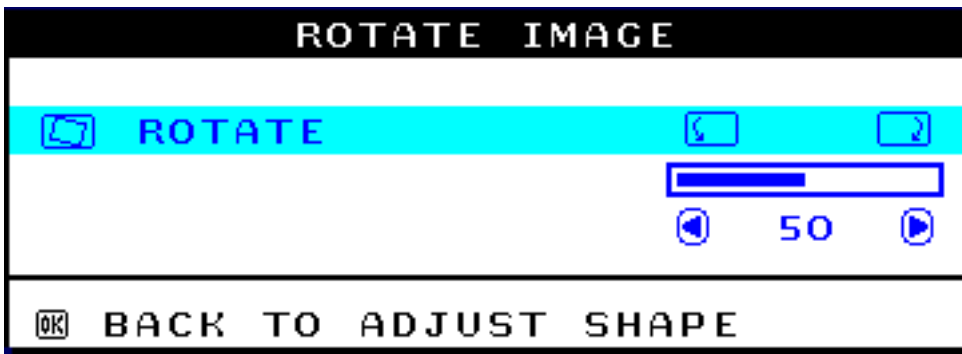 ROTATE IMAGE
ROTATE
50
OK BACK TO ADJUST SHAPE